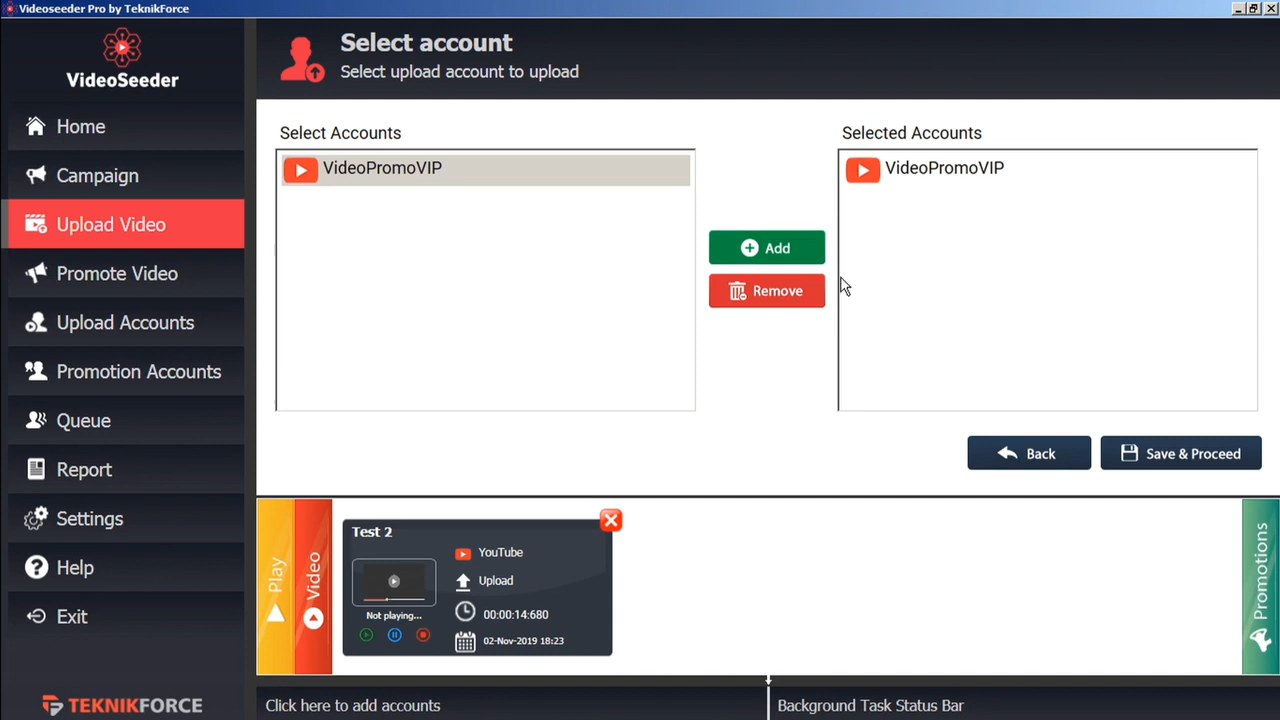 Videoseeder Pro by TeknikForce
VideoSeeder
Home
Campaign
Upload Video
Promote Video
Upload Accounts
Promotion Accounts
Queue
Report
Settings
Help
Exit
TEKNIKFORCE
Select account
Select upload account to upload
Select Accounts
VideoPromoVIP
Add
Remove
Selected Accounts
VideoPromoVIP
Back
Save & Proceed
Play
Video
Test 2
Not playing...
YouTube
Upload
00:00:14:680
02-Nov-2019 18:23
Promotions
Click here to add accounts
Background Task Status Bar